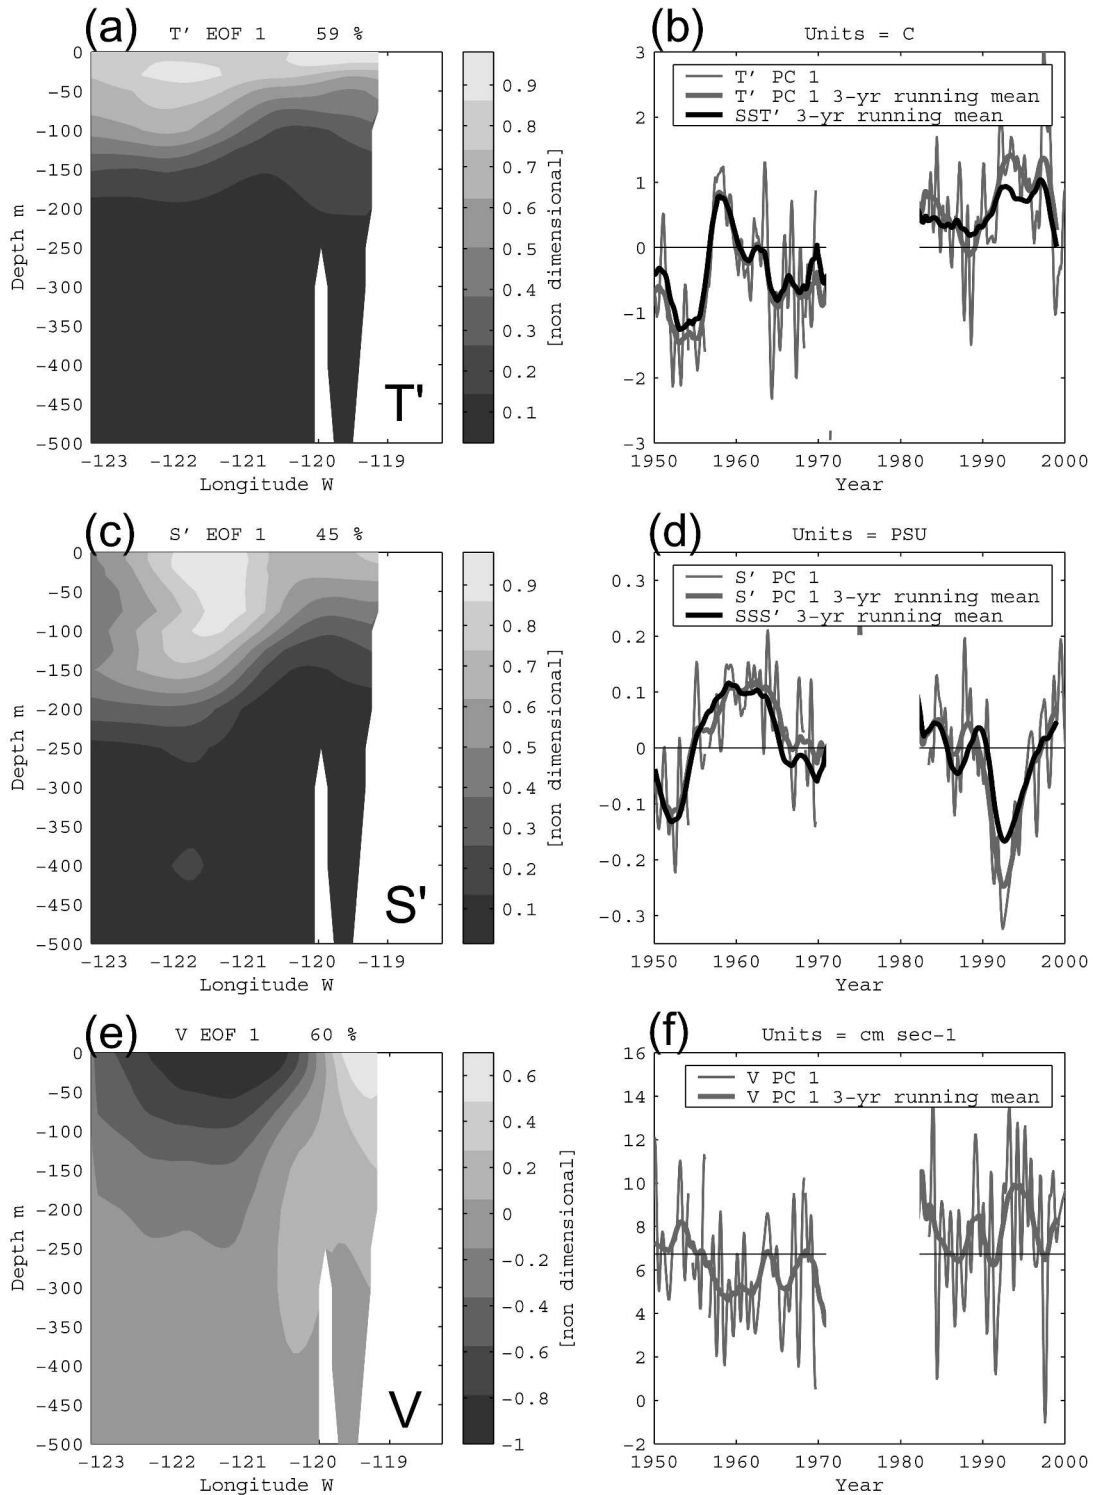 (a) T′ EOF 1 59 %
0
−50
−100
−150
−200
−250
−300
−350
−400
−450
−500
Depth m
−123 −122 −121 −120 −119
Longitude W
T'
0.9
0.8
0.7
0.6
0.5
0.4
0.3
0.2
0.1
[non dimensional]
(b) Units = C
T′ PC 1
T′ PC 1 3−yr running mean
SST′ 3−yr running mean
3
2
1
0
−1
−2
−3
1950 1960 1970 1980 1990 2000
Year
(c) S′ EOF 1 45 %
0
−50
−100
−150
−200
−250
−300
−350
−400
−450
−500
Depth m
−123 −122 −121 −120 −119
Longitude W
S'
0.9
0.8
0.7
0.6
0.5
0.4
0.3
0.2
0.1
[non dimensional]
(d) Units = PSU
S′ PC 1
S′ PC 1 3−yr running mean
SSS′ 3−yr running mean
0.3
0.2
0.1
0
−0.1
−0.2
−0.3
1950 1960 1970 1980 1990 2000
Year
(e) V EOF 1 60 %
0
−50
−100
−150
−200
−250
−300
−350
−400
−450
−500
Depth m
−123 −122 −121 −120 −119
Longitude W
V
0.6
0.4
0.2
0
−0.2
−0.4
−0.6
−0.8
−1
[non dimensional]
(f) Units = cm sec−1
V PC 1
V PC 1 3−yr running mean
16
14
12
10
8
6
4
2
0
−2
1950 1960 1970 1980 1990 2000
Year